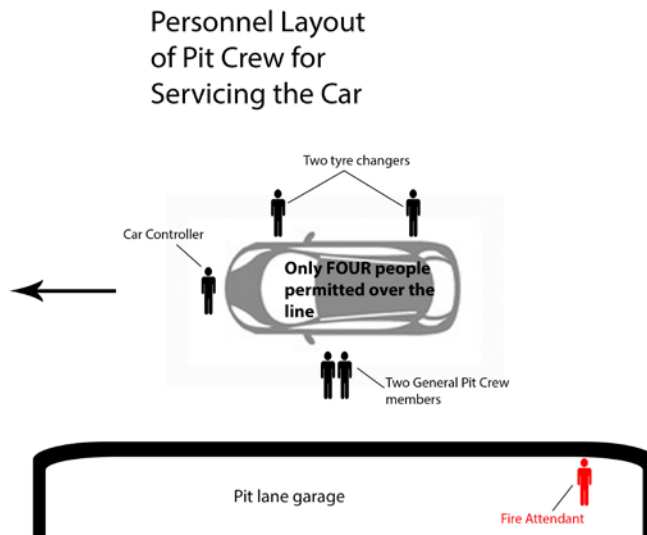 Personnel Layout
of Pit Crew for
Servicing the Car
Two tyre changers
Car Controller
Only FOUR people
permitted over the
line
Two General Pit Crew
members
Pit lane garage
Fire Attendant